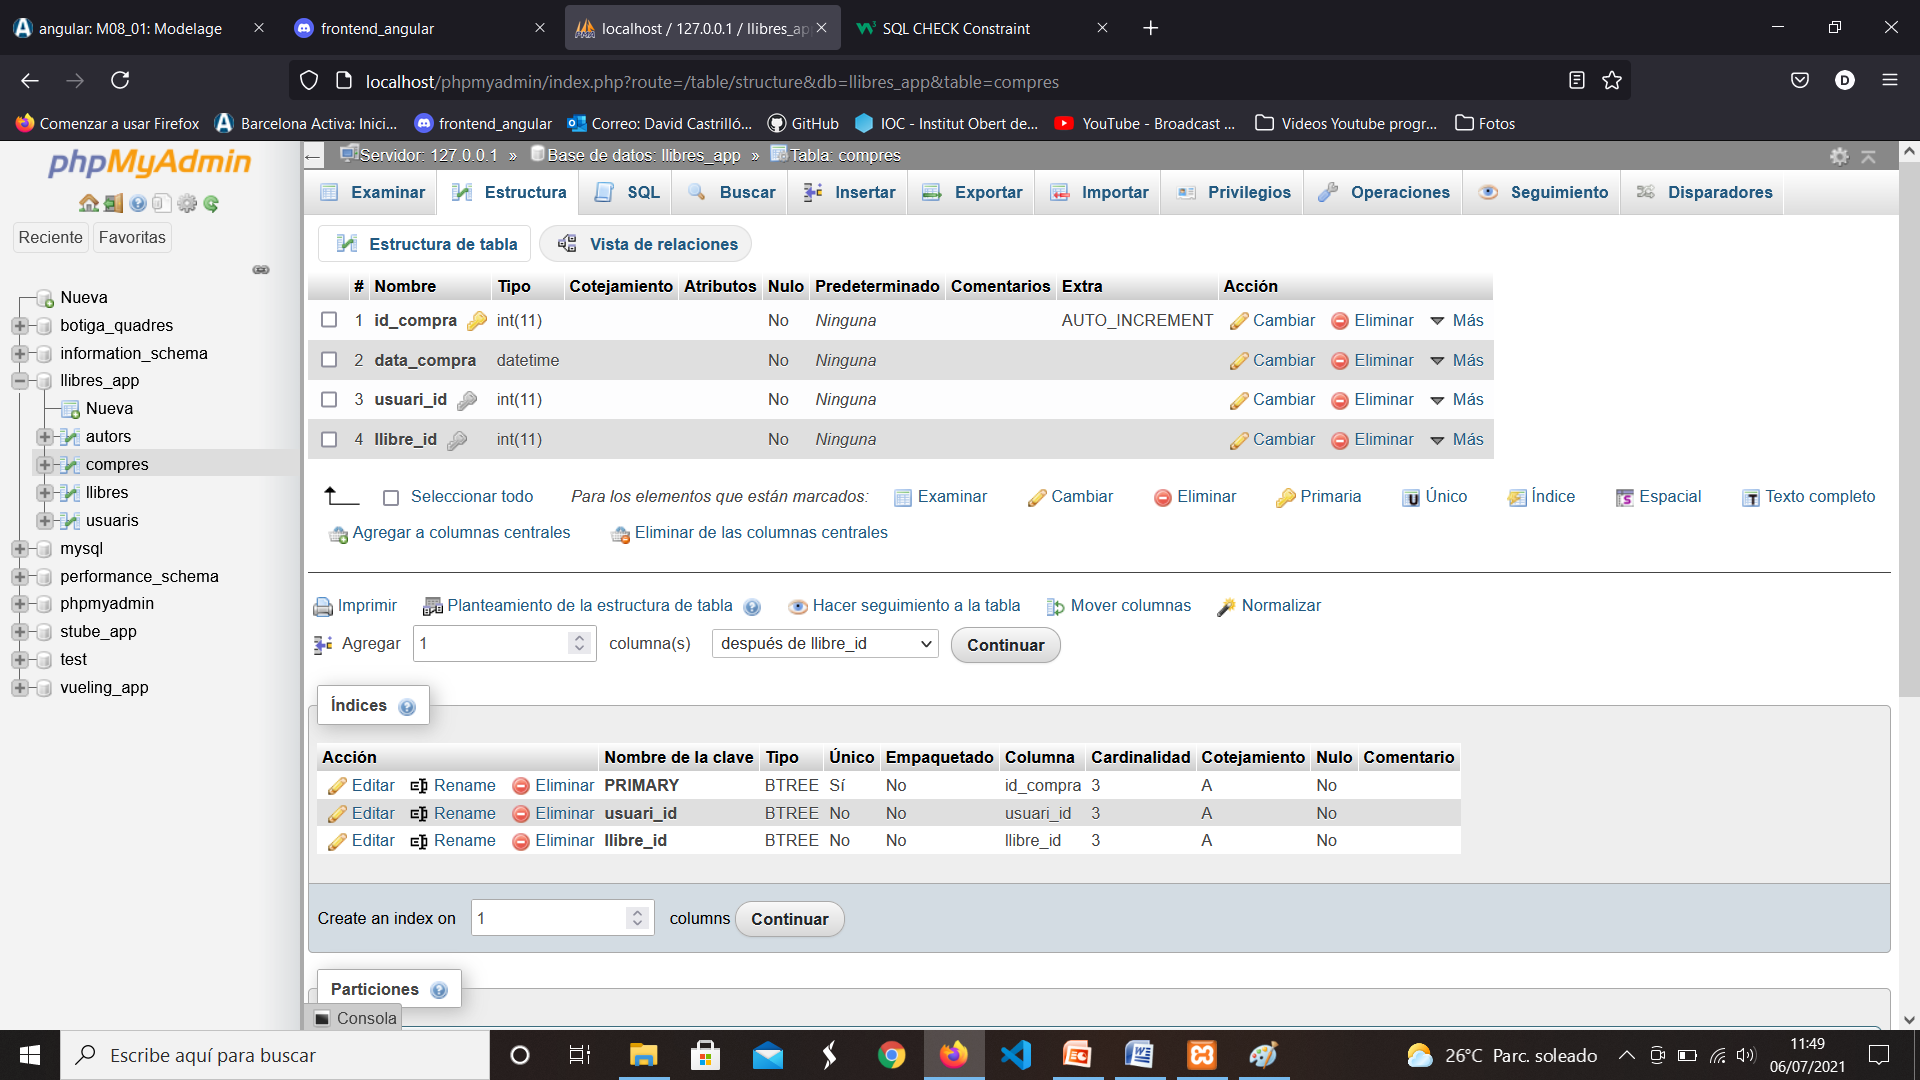 angular: M08_01: Modelage
frontend_angular
localhost / 127.0.0.1 / llibres_ap
SQL CHECK Constraint
localhost/phpmyadmin/index.php?route=/table/structure&db=llibres_app&table=compres
D
Comenzar a usar Firefox
Barcelona Activa: Inici...
frontend_angular
Correo: David Castrilló...
GitHub
IOC - Institut Obert de...
YouTube - Broadcast ...
Videos Youtube progr...
Fotos
phpMyAdmin
Reciente Favoritas
Nueva
botiga_quadres
information_schema
llibres_app
Nueva
autors
compres
llibres
usuaris
mysql
performance_schema
phpmyadmin
stube_app
test
vueling_app
Servidor: 127.0.0.1 » Base de datos: llibres_app » Tabla: compres
Examinar Estructura SQL Buscar Insertar Exportar Importar Privilegios Operaciones Seguimiento Disparadores
Estructura de tabla Vista de relaciones
# Nombre Tipo Cotejamiento Atributos Nulo Predeterminado Comentarios Extra Acción
1 id_compra int(11) No Ninguna AUTO_INCREMENT Cambiar Eliminar Más
2 data_compra datetime No Ninguna Cambiar Eliminar Más
3 usuari_id int(11) No Ninguna Cambiar Eliminar Más
4 llibre_id int(11) No Ninguna Cambiar Eliminar Más
Seleccionar todo Para los elementos que están marcados: Examinar Cambiar Eliminar Primaria Único Índice Espacial Texto completo
Agregar a columnas centrales Eliminar de las columnas centrales
Imprimir Planteamiento de la estructura de tabla Hacer seguimiento a la tabla Mover columnas Normalizar
Agregar 1 columna(s) después de llibre_id Continuar
Índices
Acción Nombre de la clave Tipo Único Empaquetado Columna Cardinalidad Cotejamiento Nulo Comentario
Editar Rename Eliminar PRIMARY BTREE Sí No id_compra 3 A No
Editar Rename Eliminar usuari_id BTREE No No usuari_id 3 A No
Editar Rename Eliminar llibre_id BTREE No No llibre_id 3 A No
Create an index on 1 columns Continuar
Particiones
Consola
Escribe aquí para buscar
26°C Parc. soleado
11:49
06/07/2021